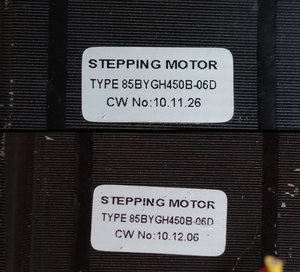 STEPPING MOTOR
TYPE 85BYGH450B-06D
CW No:10.11.26
STEPPING MOTOR
TYPE 85BYGH450B-06D
CW No:10.12.06